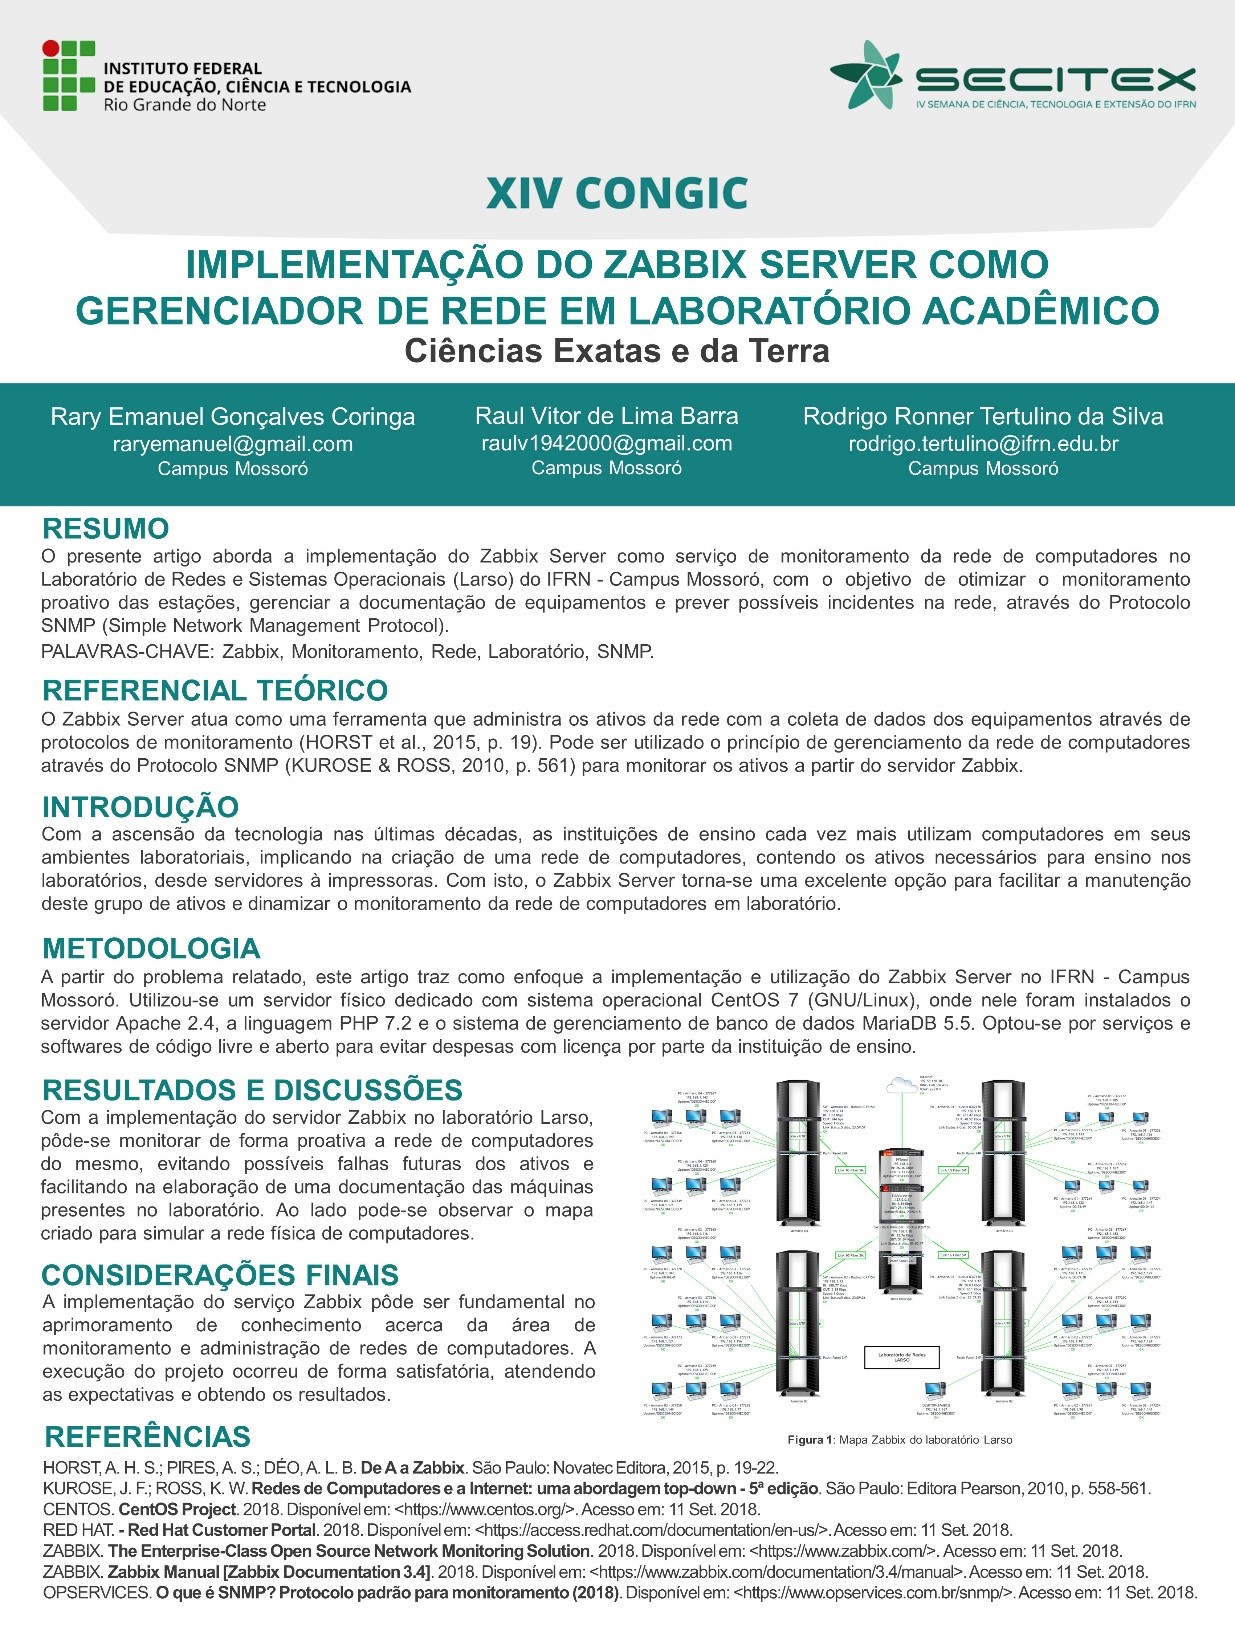 INSTITUTO FEDERAL
DE EDUCAÇÃO, CIÊNCIA E TECNOLOGIA
Rio Grande do Norte
SECITEX
IV SEMANA DE CIÊNCIA, TECNOLOGIA E EXTENSÃO DO IFRN
XIV CONGIC
IMPLEMENTAÇÃO DO ZABBIX SERVER COMO
GERENCIADOR DE REDE EM LABORATÓRIO ACADÊMICO
Ciências Exatas e da Terra
Rary Emanuel Gonçalves Coringa
raryemanuel@gmail.com
Campus Mossoró
Raul Vitor de Lima Barra
raulv1942000@gmail.com
Campus Mossoró
Rodrigo Ronner Tertulino da Silva
rodrigo.tertulino@ifrn.edu.br
Campus Mossoró
RESUMO
O presente artigo aborda a implementação do Zabbix Server como serviço de monitoramento da rede de computadores no
Laboratório de Redes e Sistemas Operacionais (Larso) do IFRN - Campus Mossoró, com o objetivo de otimizar o monitoramento
proativo das estações, gerenciar a documentação de equipamentos e prever possíveis incidentes na rede, através do Protocolo
SNMP (Simple Network Management Protocol).
PALAVRAS-CHAVE: Zabbix, Monitoramento, Rede, Laboratório, SNMP.
REFERENCIAL TEÓRICO
O Zabbix Server atua como uma ferramenta que administra os ativos da rede com a coleta de dados dos equipamentos através de
protocolos de monitoramento (HORST et al., 2015, p. 19). Pode ser utilizado o princípio de gerenciamento da rede de computadores
através do Protocolo SNMP (KUROSE & ROSS, 2010, p. 561) para monitorar os ativos a partir do servidor Zabbix.
INTRODUÇÃO
Com a ascensão da tecnologia nas últimas décadas, as instituições de ensino cada vez mais utilizam computadores em seus
ambientes laboratoriais, implicando na criação de uma rede de computadores, contendo os ativos necessários para ensino nos
laboratórios, desde servidores à impressoras. Com isto, o Zabbix Server torna-se uma excelente opção para facilitar a manutenção
deste grupo de ativos e dinamizar o monitoramento da rede de computadores em laboratório.
METODOLOGIA
A partir do problema relatado, este artigo traz como enfoque a implementação e utilização do Zabbix Server no IFRN - Campus
Mossoró. Utilizou-se um servidor físico dedicado com sistema operacional CentOS 7 (GNU/Linux), onde nele foram instalados o
servidor Apache 2.4, a linguagem PHP 7.2 e o sistema de gerenciamento de banco de dados MariaDB 5.5. Optou-se por serviços e
softwares de código livre e aberto para evitar despesas com licença por parte da instituição de ensino.
RESULTADOS E DISCUSSÕES
Com a implementação do servidor Zabbix no laboratório Larso,
pôde-se monitorar de forma proativa a rede de computadores
do mesmo, evitando possíveis falhas futuras dos ativos e
facilitando na elaboração de uma documentação das máquinas
presentes no laboratório. Ao lado pode-se observar o mapa
criado para simular a rede física de computadores.
CONSIDERAÇÕES FINAIS
A implementação do serviço Zabbix pôde ser fundamental no
aprimoramento de conhecimento acerca da área de
monitoramento e administração de redes de computadores. A
execução do projeto ocorreu de forma satisfatória, atendendo
as expectativas e obtendo os resultados.
Laboratório de Redes
LARSO
Figura 1: Mapa Zabbix do laboratório Larso
REFERÊNCIAS
HORST, A. H. S.; PIRES, A. S.; DÉO, A. L. B. De A a Zabbix. São Paulo: Novatec Editora, 2015, p. 19-22.
KUROSE, J. F.; ROSS, K. W. Redes de Computadores e a Internet: uma abordagem top-down - 5ª edição. São Paulo: Editora Pearson, 2010, p. 558-561.
CENTOS. CentOS Project. 2018. Disponível em: <https://www.centos.org/>. Acesso em: 11 Set. 2018.
RED HAT. - Red Hat Customer Portal. 2018. Disponível em: <https://access.redhat.com/documentation/en-us/>. Acesso em: 11 Set. 2018.
ZABBIX. The Enterprise-Class Open Source Network Monitoring Solution. 2018. Disponível em: <https://www.zabbix.com/>. Acesso em: 11 Set. 2018.
ZABBIX. Zabbix Manual [Zabbix Documentation 3.4]. 2018. Disponível em: <https://www.zabbix.com/documentation/3.4/manual>. Acesso em: 11 Set. 2018.
OPSERVICES. O que é SNMP? Protocolo padrão para monitoramento (2018). Disponível em: <https://www.opservices.com.br/snmp/>. Acesso em: 11 Set. 2018.